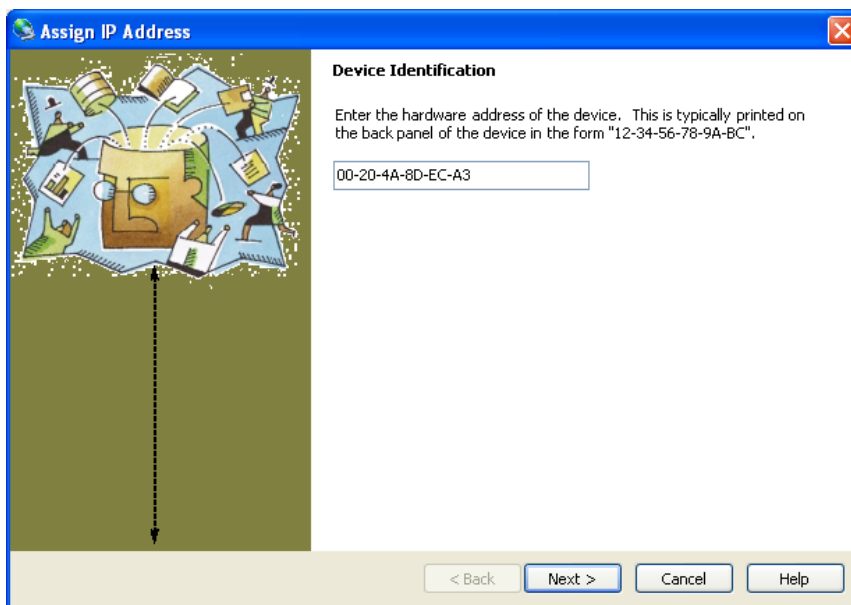 Assign IP Address
Device Identification
Enter the hardware address of the device. This is typically printed on
the back panel of the device in the form "12-34-56-78-9A-BC".
00-20-4A-8D-EC-A3
< Back Next > Cancel Help